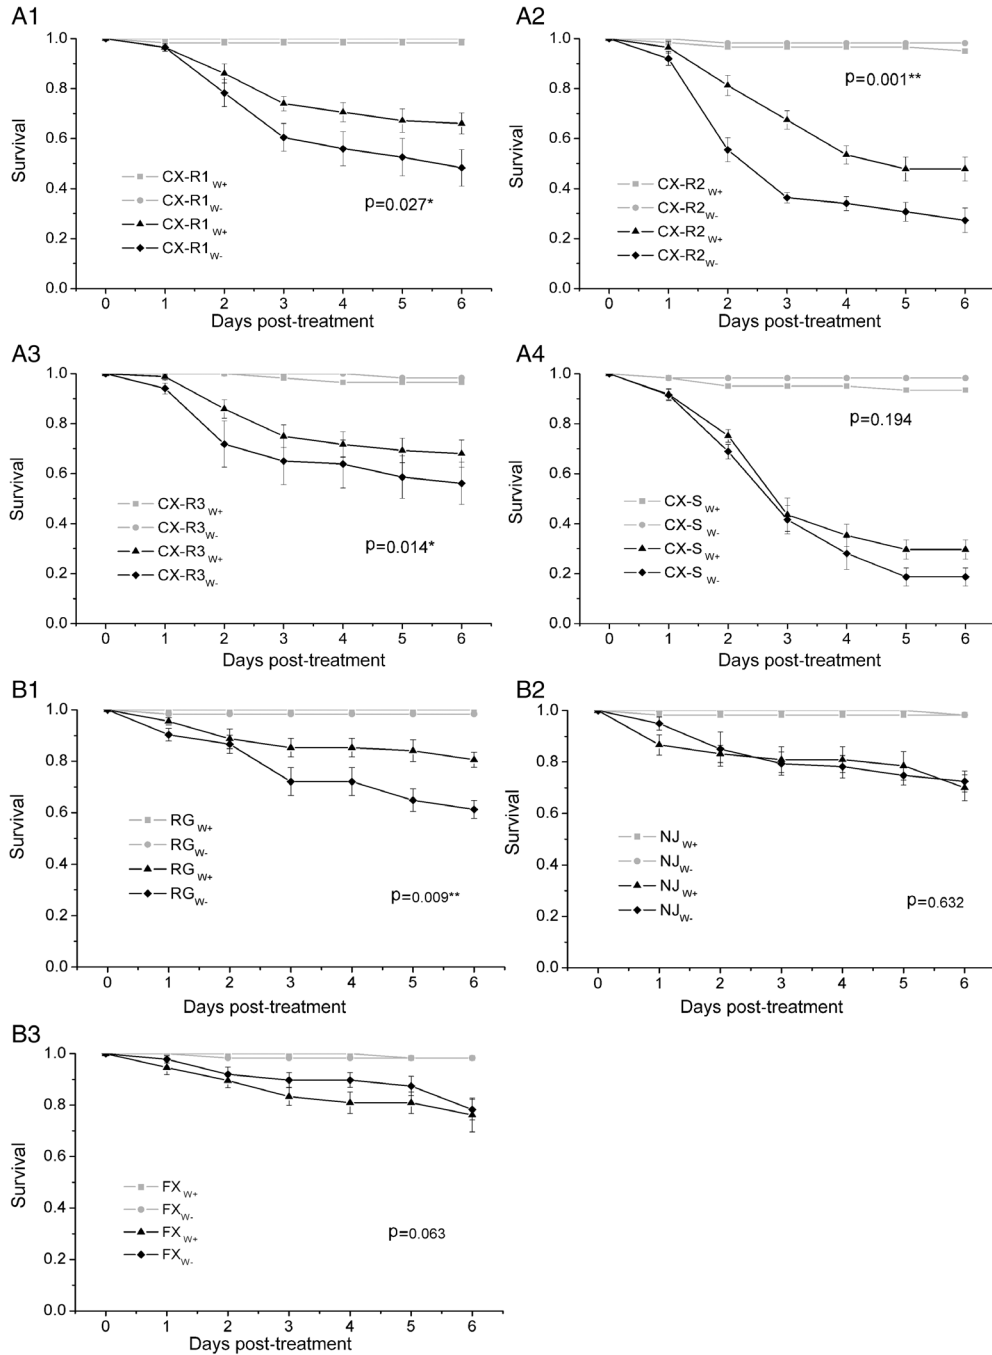 A1
1.0
0.8
0.6
0.4
0.2
0.0
Survival
CX-R1W+
CX-R1W-
CX-R1W+
CX-R1W-
p=0.027*
0 1 2 3 4 5 6
Days post-treatment
A2
1.0
0.8
0.6
0.4
0.2
0.0
Survival
p=0.001**
CX-R2W+
CX-R2W-
CX-R2W+
CX-R2W-
0 1 2 3 4 5 6
Days post-treatment
A3
1.0
0.8
0.6
0.4
0.2
0.0
Survival
CX-R3W+
CX-R3W-
CX-R3W+
CX-R3W-
p=0.014*
0 1 2 3 4 5 6
Days post-treatment
A4
1.0
0.8
0.6
0.4
0.2
0.0
Survival
p=0.194
CX-SW+
CX-SW-
CX-SW+
CX-SW-
0 1 2 3 4 5 6
Days post-treatment
B1
1.0
0.8
0.6
0.4
0.2
0.0
Survival
RGW+
RGW-
RGW+
RGW-
p=0.009**
0 1 2 3 4 5 6
Days post-treatment
B2
1.0
0.8
0.6
0.4
0.2
0.0
Survival
NJW+
NJW-
NJW+
NJW-
p=0.632
0 1 2 3 4 5 6
Days post-treatment
B3
1.0
0.8
0.6
0.4
0.2
0.0
Survival
FXW+
FXW-
FXW+
FXW-
p=0.063
0 1 2 3 4 5 6
Days post-treatment